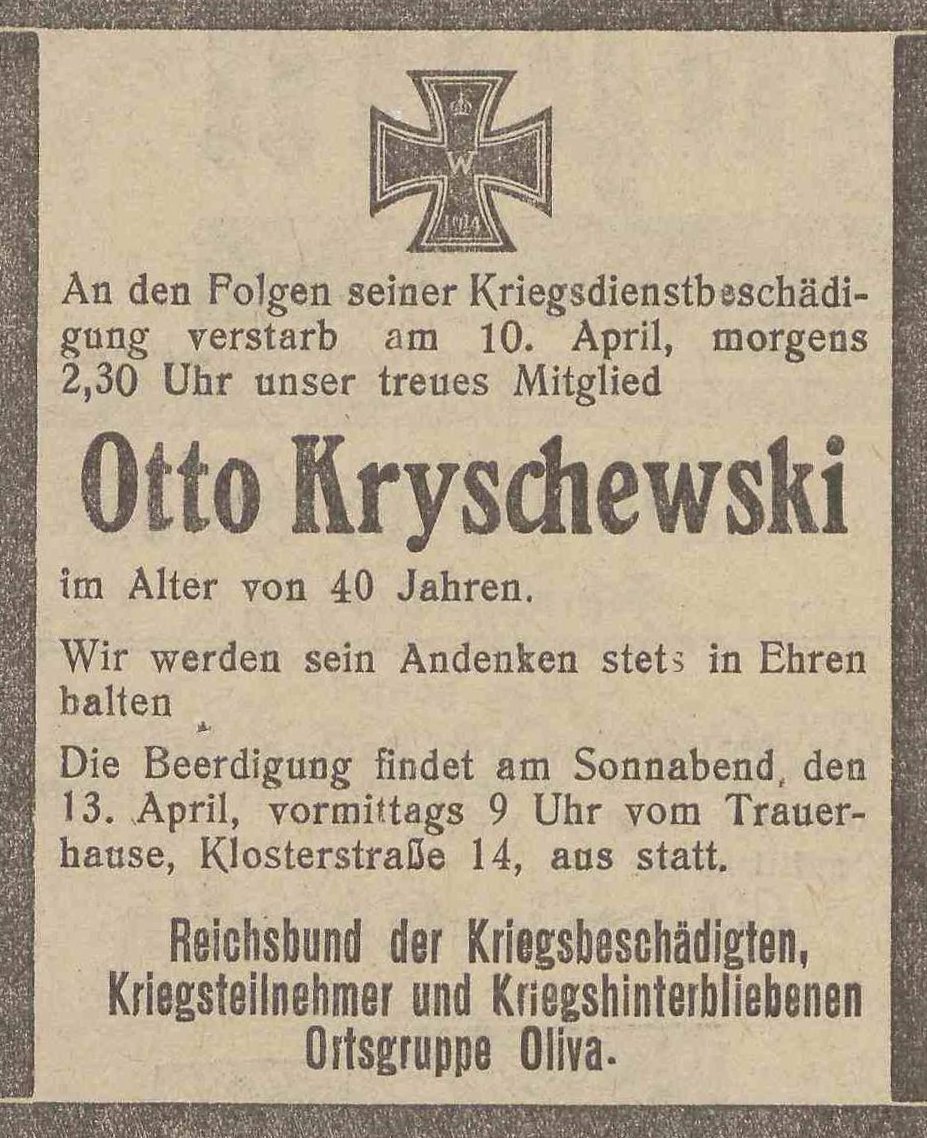 W
1914
An den Folgen seiner Kriegsdienstbeschädi-
gung verstarb am 10. April, morgens
2,30 Uhr unser treues Mitglied
Otto Kryschewski
im Alter von 40 Jahren.
Wir werden sein Andenken stets in Ehren
halten
Die Beerdigung findet am Sonnabend, den
13. April, vormittags 9 Uhr vom Trauer-
hause, Klosterstraße 14, aus statt.
Reichsbund der Kriegsbeschädigten,
Kriegsteilnehmer und Kriegshinterbliebenen
Ortsgruppe Oliva.